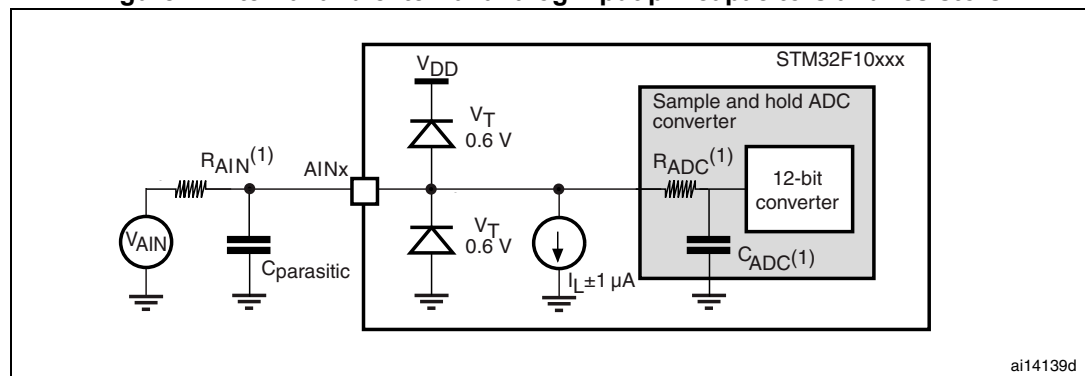 STM32F10xxx
VDD
Sample and hold ADC
converter
VT
0.6 V
RAIN(1)
AINx
RADC(1)
12-bit
converter
VAIN
VT
0.6 V
Cparasitic
IL±1 µA
CADC(1)
ai14139d